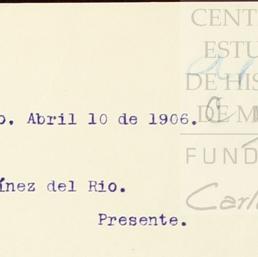 CENT
ESTU
DE HIS
o. Abril 10 de 1906.
DE M
FUND
ínez del Rio.
Carl
Presente.